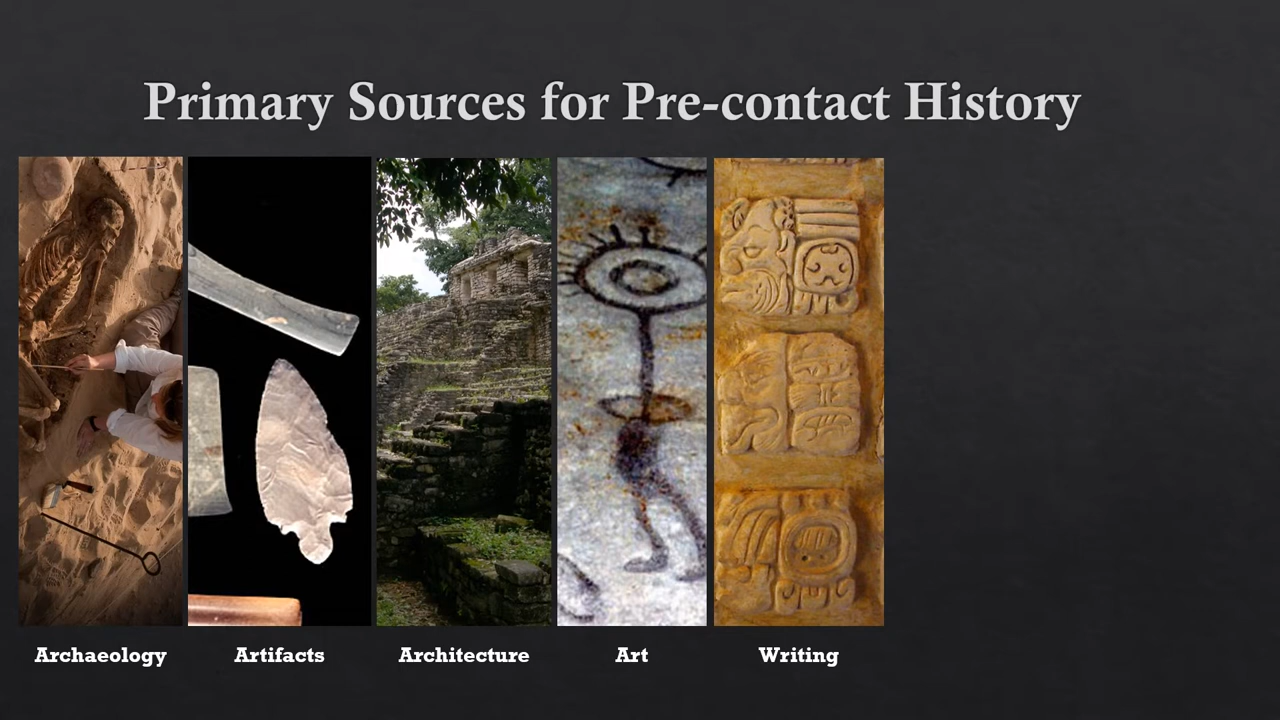 Primary Sources for Pre-contact History
Archaeology
Artifacts
Architecture
Art
Writing